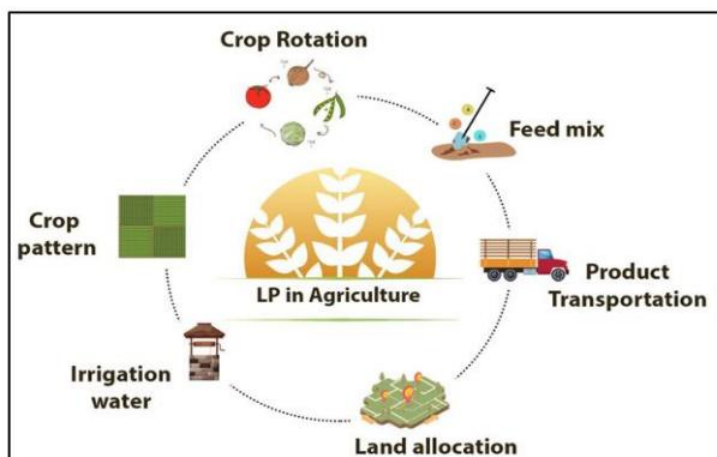 Crop Rotation
Feed mix
Crop
pattern
LP in Agriculture
Product
Transportation
Irrigation
water
Land allocation